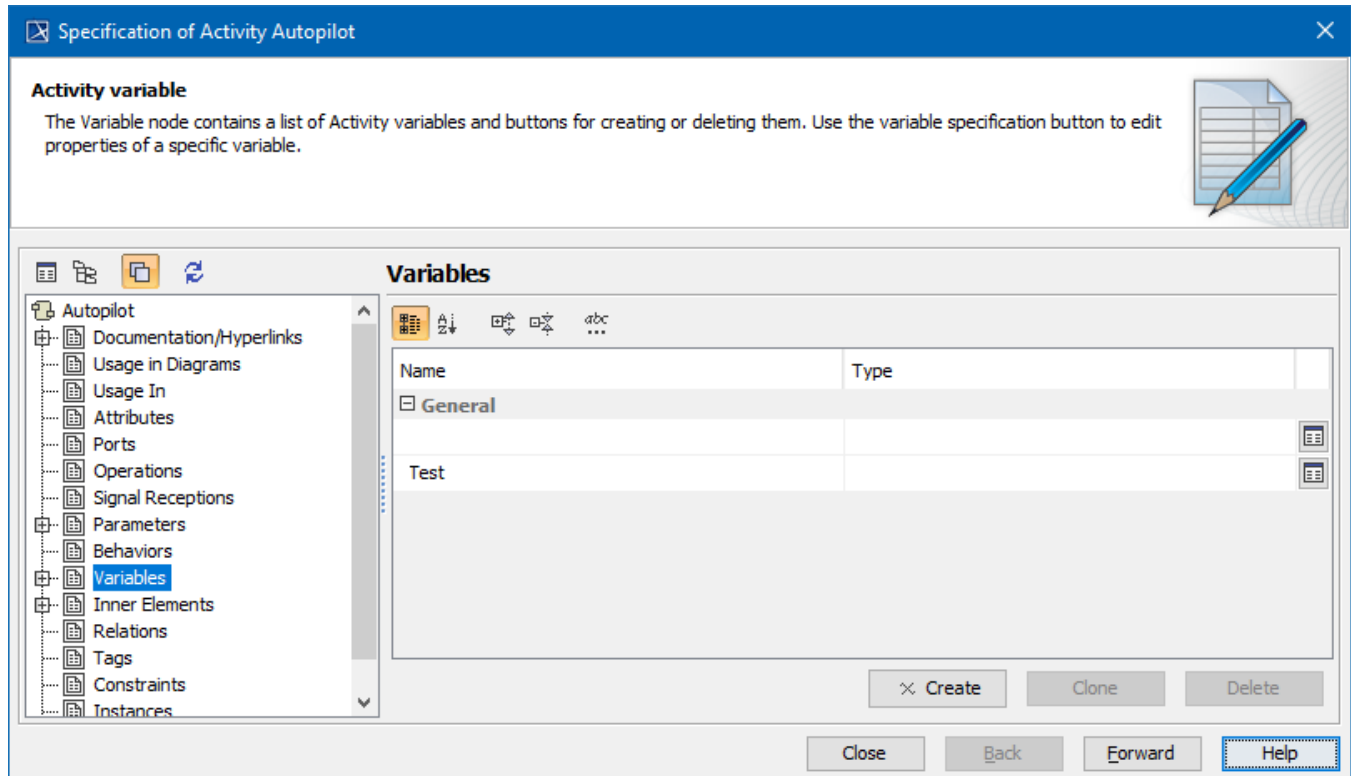 Specification of Activity Autopilot
Activity variable
The Variable node contains a list of Activity variables and buttons for creating or deleting them. Use the variable specification button to edit
properties of a specific variable.
Variables
Autopilot
Documentation/Hyperlinks
Usage in Diagrams
Usage In
Attributes
Ports
Operations
Signal Receptions
Parameters
Behaviors
Variables
Inner Elements
Relations
Tags
Constraints
Instances
Name Type
General
Test
Create Clone Delete
Close Back Forward Help